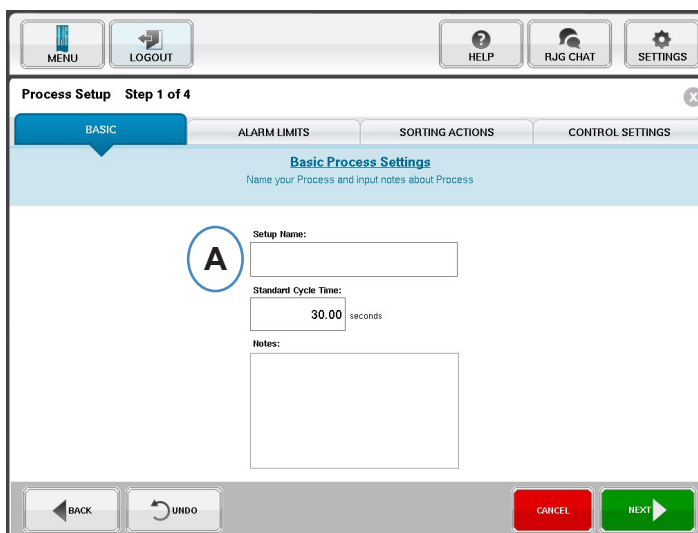 MENU LOGOUT HELP RJG CHAT SETTINGS
Process Setup Step 1 of 4
BASIC ALARM LIMITS SORTING ACTIONS CONTROL SETTINGS
Basic Process Settings
Name your Process and input notes about Process
A
Setup Name:
Standard Cycle Time:
30.00 seconds
Notes:
BACK UNDO CANCEL NEXT